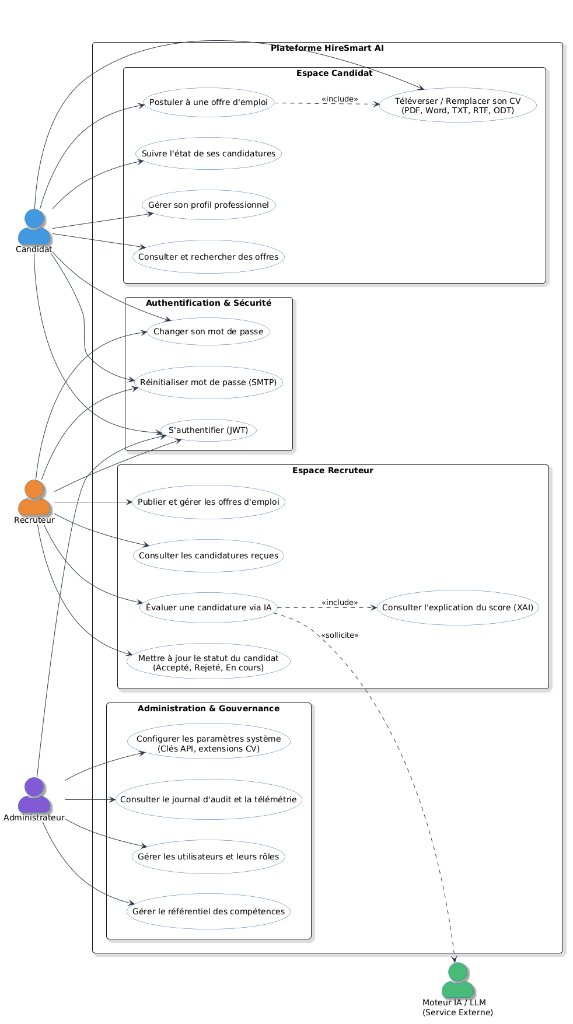 Plateforme HireSmart AI
Espace Candidat
Postuler à une offre d'emploi
«include»
Téléverser / Remplacer son CV
(PDF, Word, TXT, RTF, ODT)
Suivre l'état de ses candidatures
Gérer son profil professionnel
Candidat
Consulter et rechercher des offres
Authentification & Sécurité
Changer son mot de passe
Réinitialiser mot de passe (SMTP)
S'authentifier (JWT)
Espace Recruteur
Publier et gérer les offres d'emploi
Recruteur
Consulter les candidatures reçues
Évaluer une candidature via IA
«include»
Consulter l'explication du score (XAI)
«sollicite»
Mettre à jour le statut du candidat
(Accepté, Rejeté, En cours)
Administration & Gouvernance
Configurer les paramètres système
(Clés API, extensions CV)
Consulter le journal d'audit et la télémétrie
Administrateur
Gérer les utilisateurs et leurs rôles
Gérer le référentiel des compétences
Moteur IA / LLM
(Service Externe)